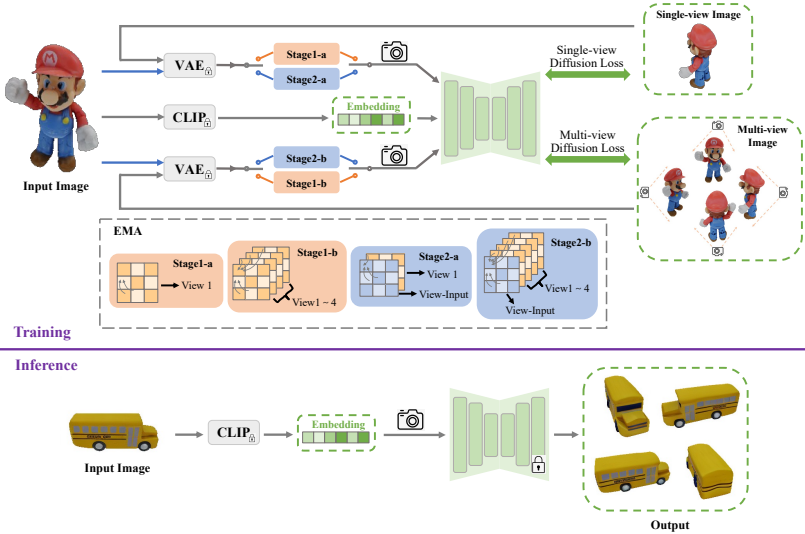 Single-view Image
VAE
Stage1-a
Stage2-a
Single-view
Diffusion Loss
CLIP
Embedding
Multi-view
Diffusion Loss
Multi-view
Image
VAE
Stage2-b
Stage1-b
Input Image
EMA
Stage1-a
View 1
Stage1-b
View1 ~ 4
Stage2-a
View 1
View-Input
Stage2-b
View1 ~ 4
View-Input
Training
Inference
CLIP
Embedding
Input Image
Output